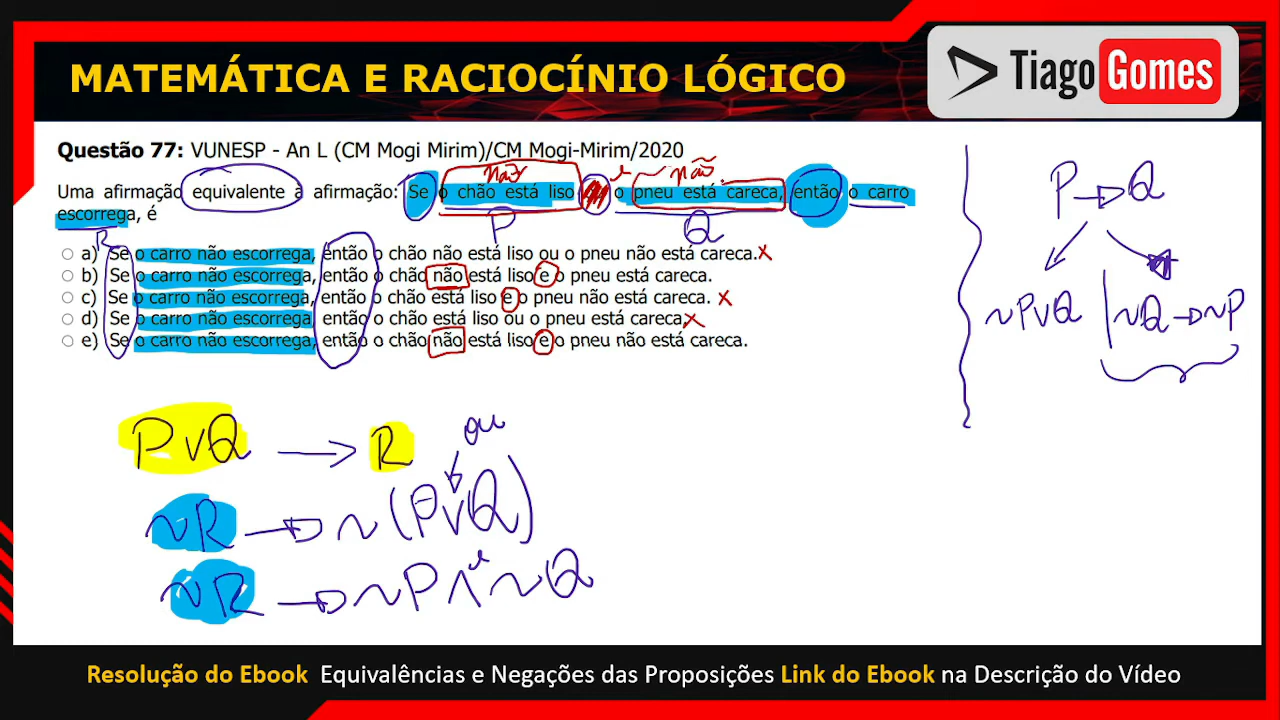 MATEMÁTICA E RACIOCÍNIO LÓGICO
Tiago Gomes
Questão 77: VUNESP - An L (CM Mogi Mirim)/CM Mogi-Mirim/2020
não e não
Uma afirmação equivalente à afirmação: Se o chão está liso o pneu está careca, então o carro
escorrega, é
P Q
R
a) Se o carro não escorrega, então o chão não está liso ou o pneu não está careca. X
b) Se o carro não escorrega, então o chão não está liso e o pneu está careca.
c) Se o carro não escorrega, então o chão está liso e o pneu não está careca. X
d) Se o carro não escorrega, então o chão está liso ou o pneu está careca. X
e) Se o carro não escorrega, então o chão não está liso e o pneu não está careca.
P → Q
~P∨Q ~Q → ~P
P∨Q → R
ou
~R → ~(P∨Q)
e
~R → ~P ∧ ~Q
Resolução do Ebook Equivalências e Negações das Proposições Link do Ebook na Descrição do Vídeo